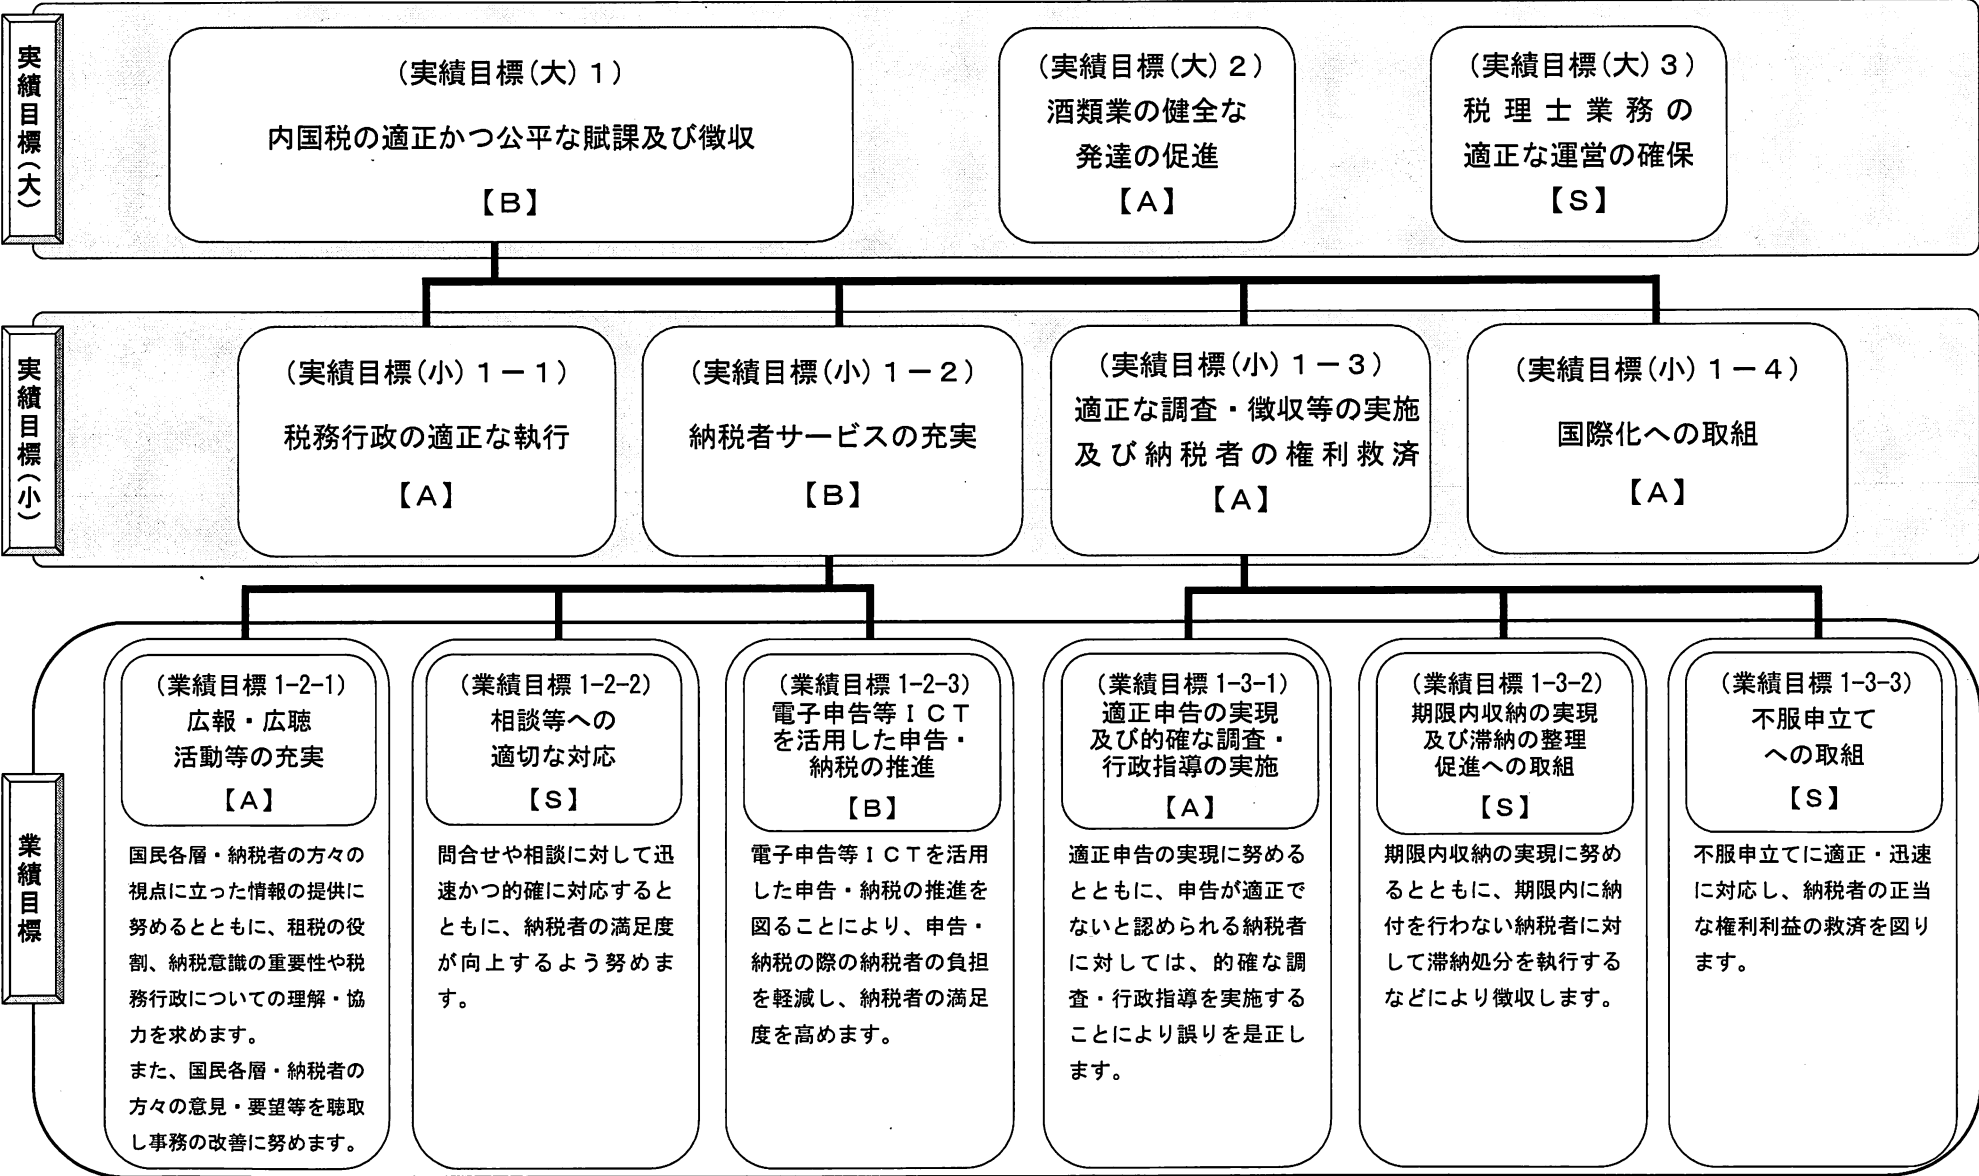 実績目標(大)
(実績目標(大)1)
内国税の適正かつ公平な賦課及び徴収
【B】
(実績目標(大)2)
酒類業の健全な
発達の促進
【A】
(実績目標(大)3)
税理士業務の
適正な運営の確保
【S】
実績目標(小)
(実績目標(小)1-1)
税務行政の適正な執行
【A】
(実績目標(小)1-2)
納税者サービスの充実
【B】
(実績目標(小)1-3)
適正な調査・徴収等の実施
及び納税者の権利救済
【A】
(実績目標(小)1-4)
国際化への取組
【A】
業績目標
(業績目標 1-2-1)
広報・広聴
活動等の充実
【A】
国民各層・納税者の方々の
視点に立った情報の提供に
努めるとともに、租税の役
割、納税意識の重要性や税
務行政についての理解・協
力を求めます。
また、国民各層・納税者の
方々の意見・要望等を聴取
し事務の改善に努めます。
(業績目標 1-2-2)
相談等への
適切な対応
【S】
問合せや相談に対して迅
速かつ的確に対応すると
ともに、納税者の満足度
が向上するよう努めま
す。
(業績目標 1-2-3)
電子申告等ICT
を活用した申告・
納税の推進
【B】
電子申告等ICTを活用
した申告・納税の推進を
図ることにより、申告・
納税の際の納税者の負担
を軽減し、納税者の満足
度を高めます。
(業績目標 1-3-1)
適正申告の実現
及び的確な調査・
行政指導の実施
【A】
適正申告の実現に努める
とともに、申告が適正で
ないと認められる納税者
に対しては、的確な調
査・行政指導を実施する
ことにより誤りを是正し
ます。
(業績目標 1-3-2)
期限内収納の実現
及び滞納の整理
促進への取組
【S】
期限内収納の実現に努め
るとともに、期限内に納
付を行わない納税者に対
して滞納処分を執行する
などにより徴収します。
(業績目標 1-3-3)
不服申立て
への取組
【S】
不服申立てに適正・迅速
に対応し、納税者の正当
な権利利益の救済を図り
ます。